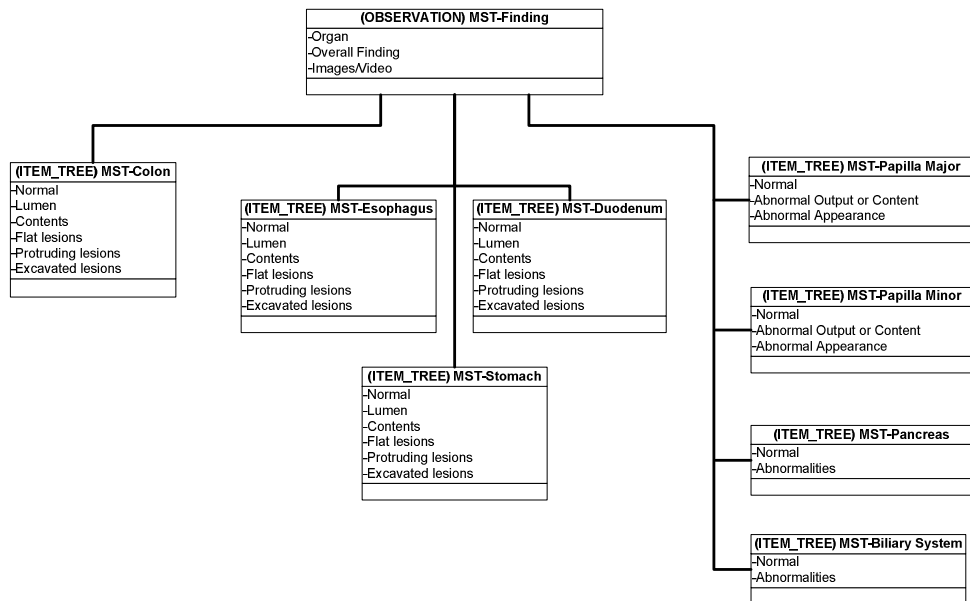 (OBSERVATION) MST-Finding
-Organ
-Overall Finding
-Images/Video
(ITEM_TREE) MST-Colon
-Normal
-Lumen
-Contents
-Flat lesions
-Protruding lesions
-Excavated lesions
(ITEM_TREE) MST-Esophagus
-Normal
-Lumen
-Contents
-Flat lesions
-Protruding lesions
-Excavated lesions
(ITEM_TREE) MST-Duodenum
-Normal
-Lumen
-Contents
-Flat lesions
-Protruding lesions
-Excavated lesions
(ITEM_TREE) MST-Stomach
-Normal
-Lumen
-Contents
-Flat lesions
-Protruding lesions
-Excavated lesions
(ITEM_TREE) MST-Papilla Major
-Normal
-Abnormal Output or Content
-Abnormal Appearance
(ITEM_TREE) MST-Papilla Minor
-Normal
-Abnormal Output or Content
-Abnormal Appearance
(ITEM_TREE) MST-Pancreas
-Normal
-Abnormalities
(ITEM_TREE) MST-Biliary System
-Normal
-Abnormalities